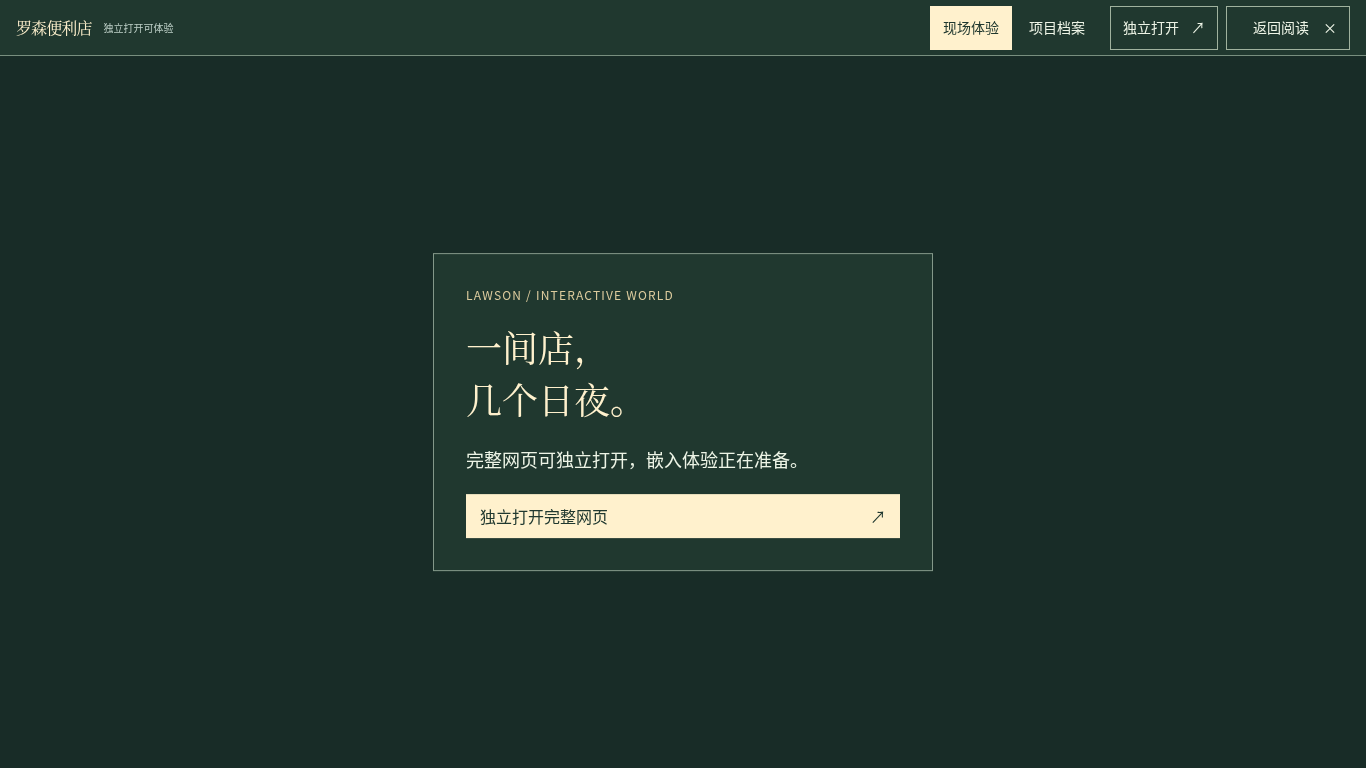 罗森便利店
独立打开可体验
现场体验
项目档案
独立打开 ↗
返回阅读 ×
LAWSON / INTERACTIVE WORLD
一间店，
几个日夜。
完整网页可独立打开，嵌入体验正在准备。
独立打开完整网页 ↗